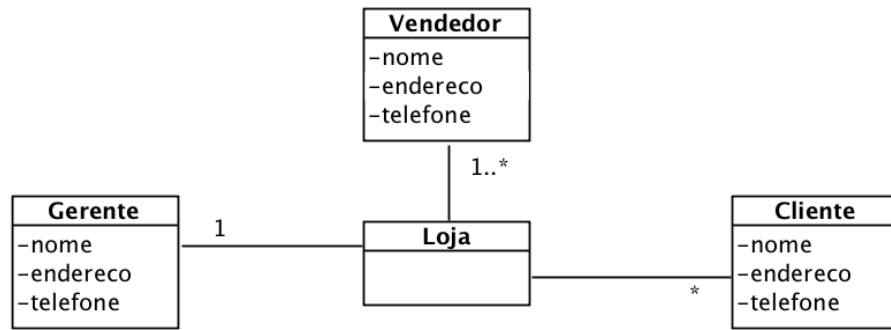 Vendedor
-nome
-endereco
-telefone
1..*
Gerente
-nome
-endereco
-telefone
1
Loja
*
Cliente
-nome
-endereco
-telefone